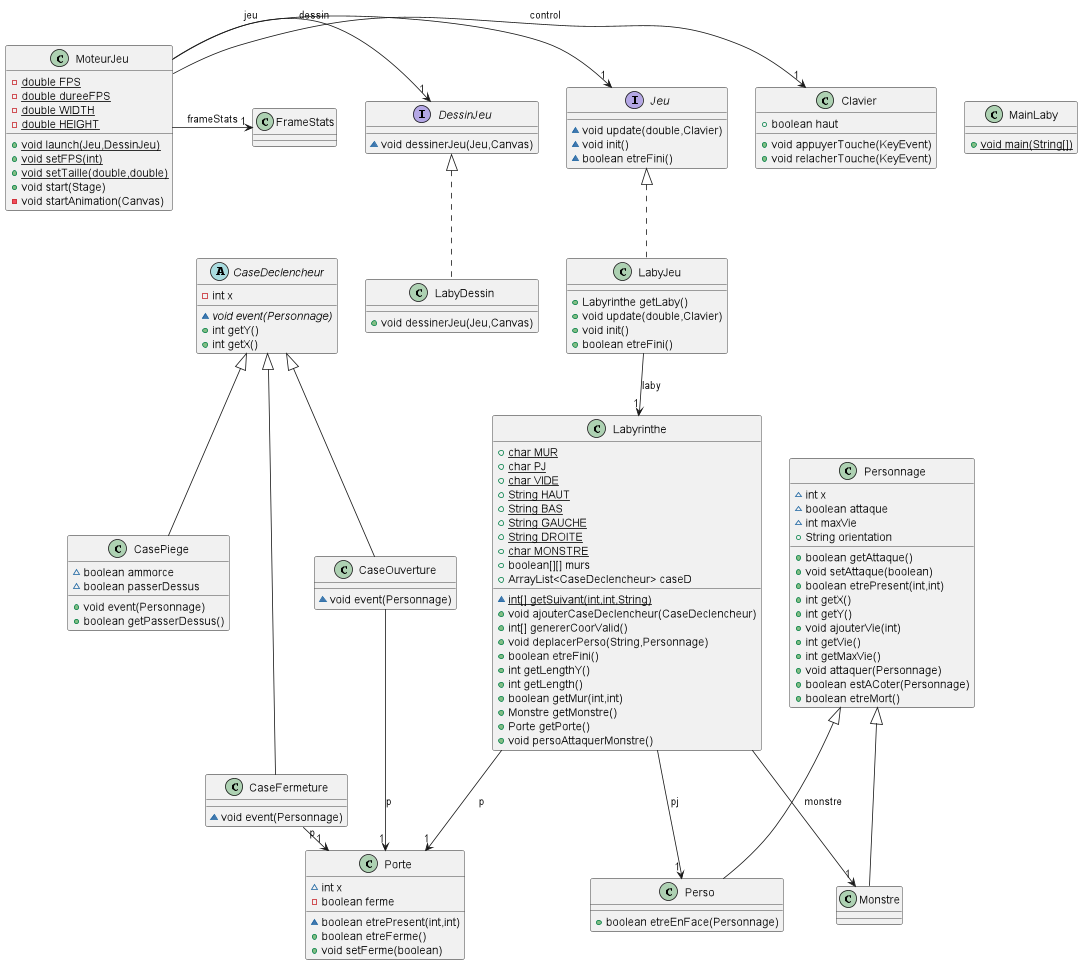 jeu
dessin
control
C MoteurJeu
double FPS
double dureeFPS
double WIDTH
double HEIGHT
void launch(Jeu,DessinJeu)
void setFPS(int)
void setTaille(double,double)
void start(Stage)
void startAnimation(Canvas)
frameStats 1
C FrameStats
1
I DessinJeu
void dessinerJeu(Jeu,Canvas)
1
I Jeu
void update(double,Clavier)
void init()
boolean etreFini()
1
C Clavier
boolean haut
void appuyerTouche(KeyEvent)
void relacherTouche(KeyEvent)
C MainLaby
void main(String[])
A CaseDeclencheur
int x
void event(Personnage)
int getY()
int getX()
C LabyDessin
void dessinerJeu(Jeu,Canvas)
C LabyJeu
Labyrinthe getLaby()
void update(double,Clavier)
void init()
boolean etreFini()
laby
1
C Labyrinthe
char MUR
char PJ
char VIDE
String HAUT
String BAS
String GAUCHE
String DROITE
char MONSTRE
boolean[][] murs
ArrayList<CaseDeclencheur> caseD
int[] getSuivant(int,int,String)
void ajouterCaseDeclencheur(CaseDeclencheur)
int[] genererCoorValid()
void deplacerPerso(String,Personnage)
boolean etreFini()
int getLengthY()
int getLength()
boolean getMur(int,int)
Monstre getMonstre()
Porte getPorte()
void persoAttaquerMonstre()
C Personnage
int x
boolean attaque
int maxVie
String orientation
boolean getAttaque()
void setAttaque(boolean)
boolean etrePresent(int,int)
int getX()
int getY()
void ajouterVie(int)
int getVie()
int getMaxVie()
void attaquer(Personnage)
boolean estACoter(Personnage)
boolean etreMort()
C CasePiege
boolean ammorce
boolean passerDessus
void event(Personnage)
boolean getPasserDessus()
C CaseOuverture
void event(Personnage)
C CaseFermeture
void event(Personnage)
p
1
p
1
p
1
pj
1
monstre
1
C Porte
int x
boolean ferme
boolean etrePresent(int,int)
boolean etreFerme()
void setFerme(boolean)
C Perso
boolean etreEnFace(Personnage)
C Monstre